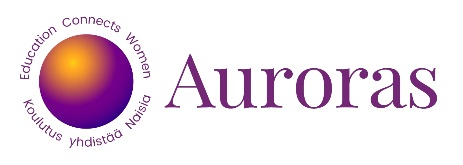 Education Connects Women
Koulutus yhdistää Naisia
Auroras